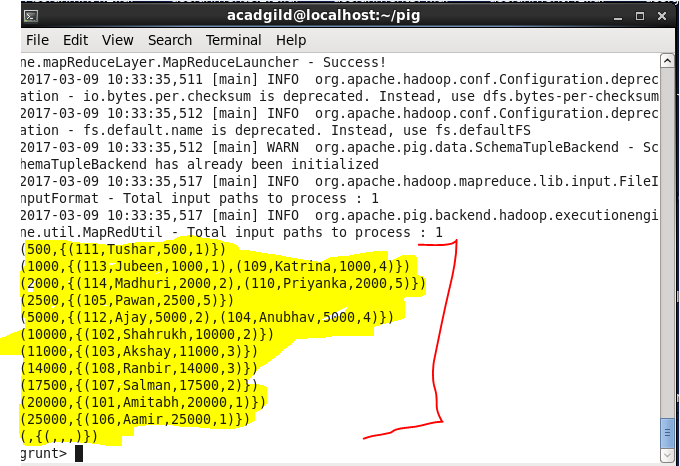 acadgild@localhost:~/pig
File Edit View Search Terminal Help
ne.mapReduceLayer.MapReduceLauncher - Success!
2017-03-09 10:33:35,511 [main] INFO  org.apache.hadoop.conf.Configuration.deprec
ation - io.bytes.per.checksum is deprecated. Instead, use dfs.bytes-per-checksum
2017-03-09 10:33:35,512 [main] INFO  org.apache.hadoop.conf.Configuration.deprec
ation - fs.default.name is deprecated. Instead, use fs.defaultFS
2017-03-09 10:33:35,512 [main] WARN  org.apache.pig.data.SchemaTupleBackend - Sc
hemaTupleBackend has already been initialized
2017-03-09 10:33:35,517 [main] INFO  org.apache.hadoop.mapreduce.lib.input.FileI
nputFormat - Total input paths to process : 1
2017-03-09 10:33:35,517 [main] INFO  org.apache.pig.backend.hadoop.executionengi
ne.util.MapRedUtil - Total input paths to process : 1
(500,{(111,Tushar,500,1)})
(1000,{(113,Jubeen,1000,1),(109,Katrina,1000,4)})
(2000,{(114,Madhuri,2000,2),(110,Priyanka,2000,5)})
(2500,{(105,Pawan,2500,5)})
(5000,{(112,Ajay,5000,2),(104,Anubhav,5000,4)})
(10000,{(102,Shahrukh,10000,2)})
(11000,{(103,Akshay,11000,3)})
(14000,{(108,Ranbir,14000,3)})
(17500,{(107,Salman,17500,2)})
(20000,{(101,Amitabh,20000,1)})
(25000,{(106,Aamir,25000,1)})
(,{(,,,)})
grunt>